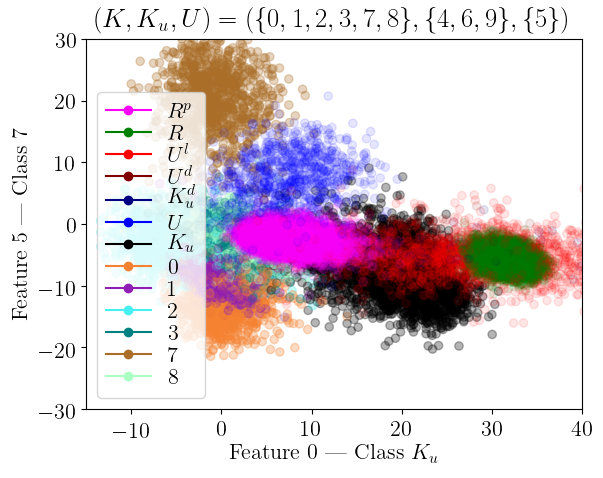 (K, K_u, U) = ({0, 1, 2, 3, 7, 8}, {4, 6, 9}, {5})
30
20
10
0
−10
−20
−30
Feature 5 — Class 7
R^p
R
U^l
U^d
K_u^d
U
K_u
0
1
2
3
7
8
−10
0
10
20
30
40
Feature 0 — Class K_u